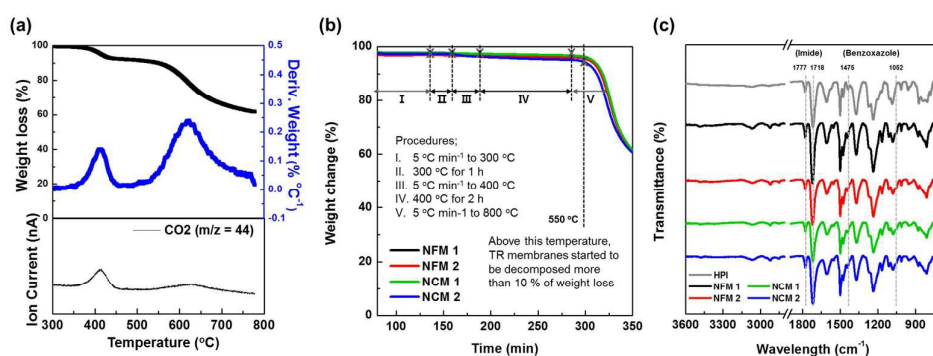 (a)
100
80
60
40
20
0
Weight loss (%)
0.5
0.4
0.3
0.2
0.1
0.0
-0.1
Deriv. Weight (% °C⁻¹)
CO2 (m/z = 44)
Ion Current (nA)
300 400 500 600 700 800
Temperature (°C)
(b)
100
90
80
70
60
50
40
30
20
10
0
Weight change (%)
I II III IV V
Procedures;
I. 5 °C min⁻¹ to 300 °C
II. 300 °C for 1 h
III. 5 °C min⁻¹ to 400 °C
IV. 400 °C for 2 h
V. 5 °C min-1 to 800 °C
550 °C
NFM 1
NFM 2
NCM 1
NCM 2
Above this temperature,
TR membranes started to
be decomposed more
than 10 % of weight loss
100 150 200 250 300 350
Time (min)
(c)
(Imide) (Benzoxazole)
1777 1718 1475 1052
Transmittance (%)
HPI
NFM 1 NCM 1
NFM 2 NCM 2
3600 3000 1800 1500 1200 900
Wavelength (cm⁻¹)